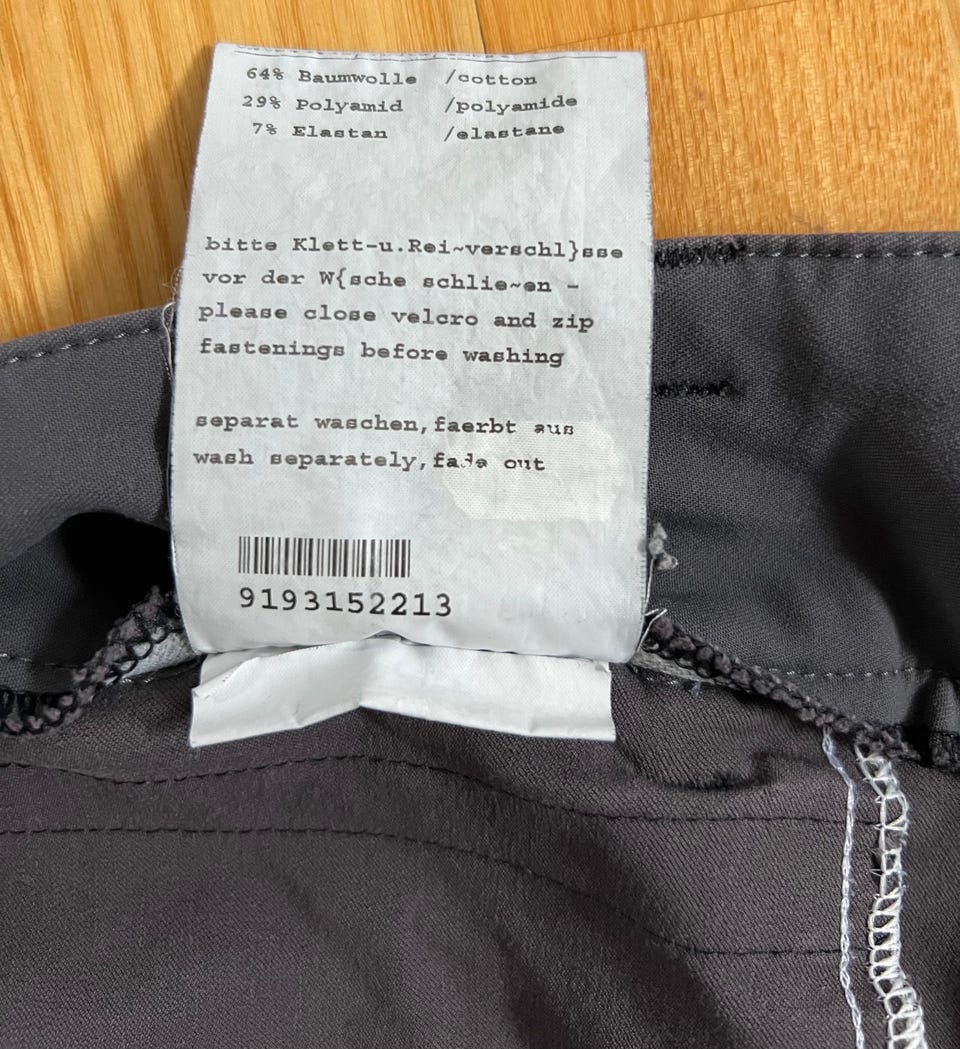 64% Baumwolle /cotton
29% Polyamid /polyamide
7% Elastan /elastane
bitte Klett-u.Rei~verschl}sse
vor der W{sche schlie~en -
please close velcro and zip
fastenings before washing
separat waschen,faerbt aus
wash separately,fade out
9193152213